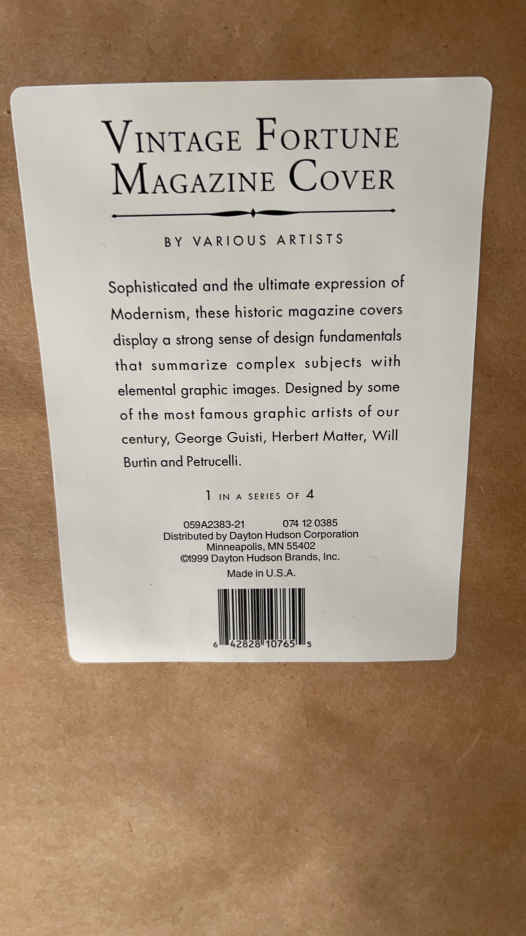 VINTAGE FORTUNE
MAGAZINE COVER
BY VARIOUS ARTISTS
Sophisticated and the ultimate expression of
Modernism, these historic magazine covers
display a strong sense of design fundamentals
that summarize complex subjects with
elemental graphic images. Designed by some
of the most famous graphic artists of our
century, George Guisti, Herbert Matter, Will
Burtin and Petrucelli.
1 IN A SERIES OF 4
059A2383-21 074 12 0385
Distributed by Dayton Hudson Corporation
Minneapolis, MN 55402
©1999 Dayton Hudson Brands, Inc.
Made in U.S.A.
6 42828 10765 5